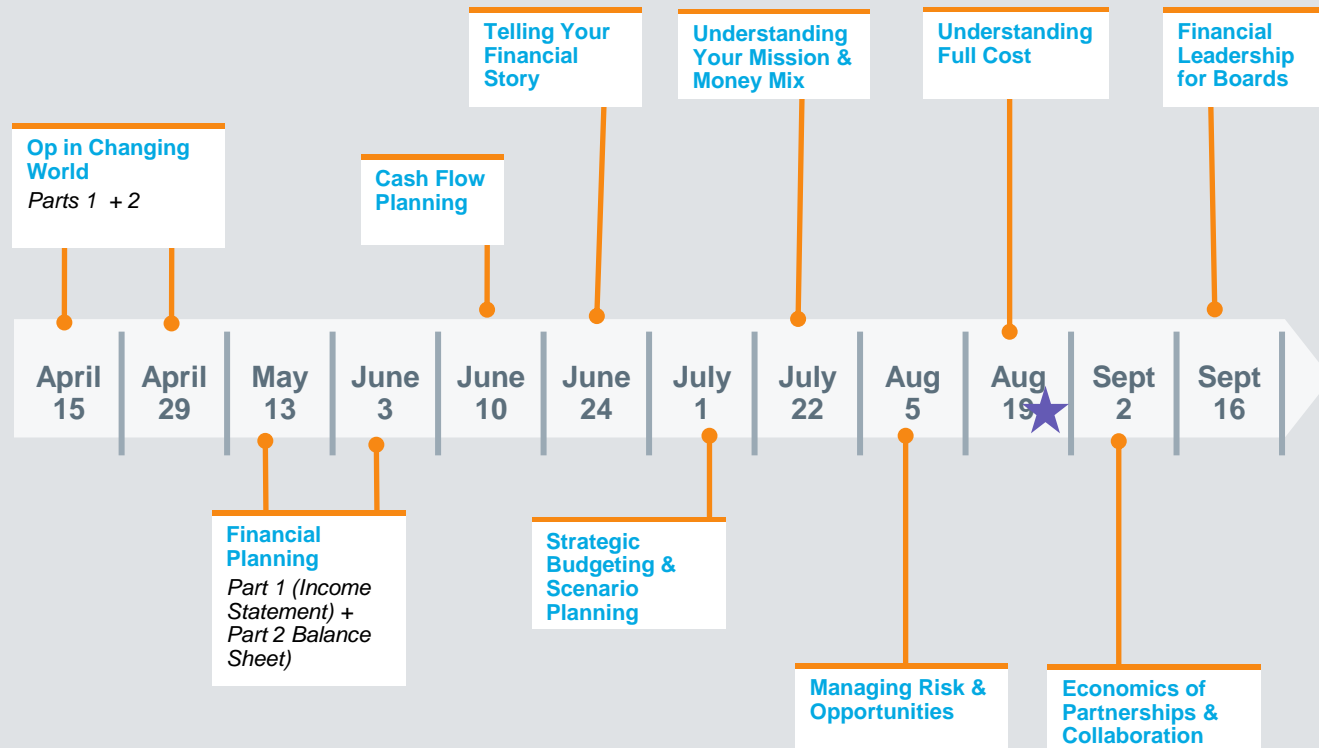 Telling Your
Financial
Story
Understanding
Your Mission &
Money Mix
Understanding
Full Cost
Financial
Leadership
for Boards
Op in Changing
World
Parts 1 + 2
Cash Flow
Planning
April
15
April
29
May
13
June
3
June
10
June
24
July
1
July
22
Aug
5
Aug
19
Sept
2
Sept
16
Financial
Planning
Part 1 (Income
Statement) +
Part 2 Balance
Sheet)
Strategic
Budgeting &
Scenario
Planning
Managing Risk &
Opportunities
Economics of
Partnerships &
Collaboration